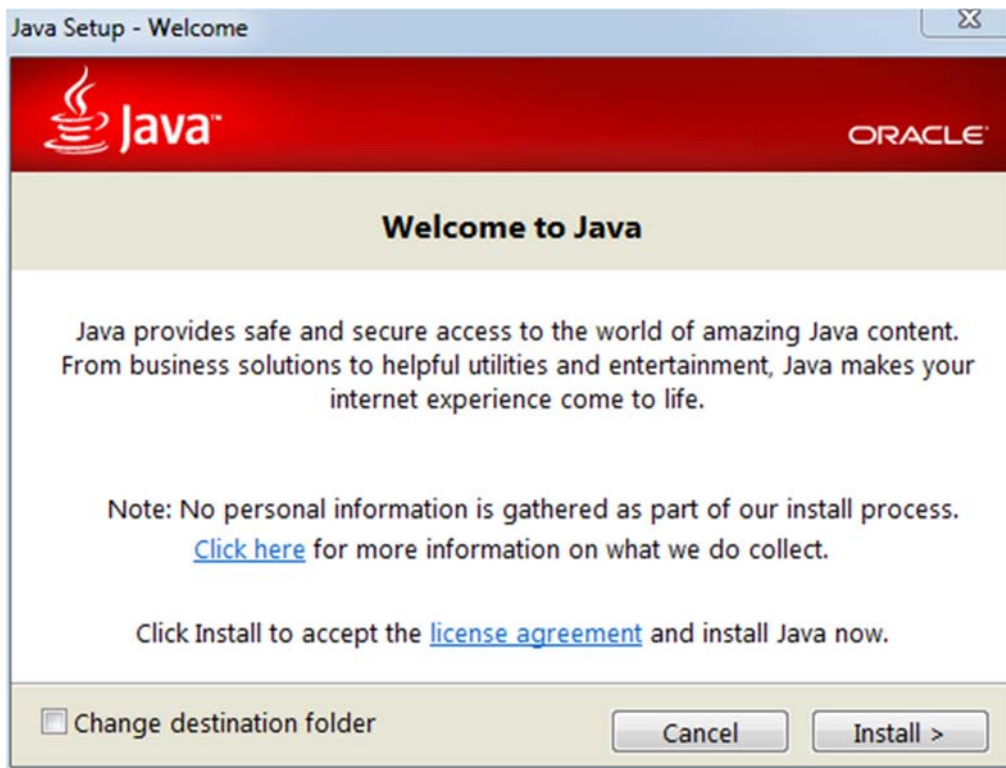 Java Setup - Welcome
Java™
ORACLE
Welcome to Java
Java provides safe and secure access to the world of amazing Java content.
From business solutions to helpful utilities and entertainment, Java makes your
internet experience come to life.
Note: No personal information is gathered as part of our install process.
Click here for more information on what we do collect.
Click Install to accept the license agreement and install Java now.
Change destination folder
Cancel
Install >